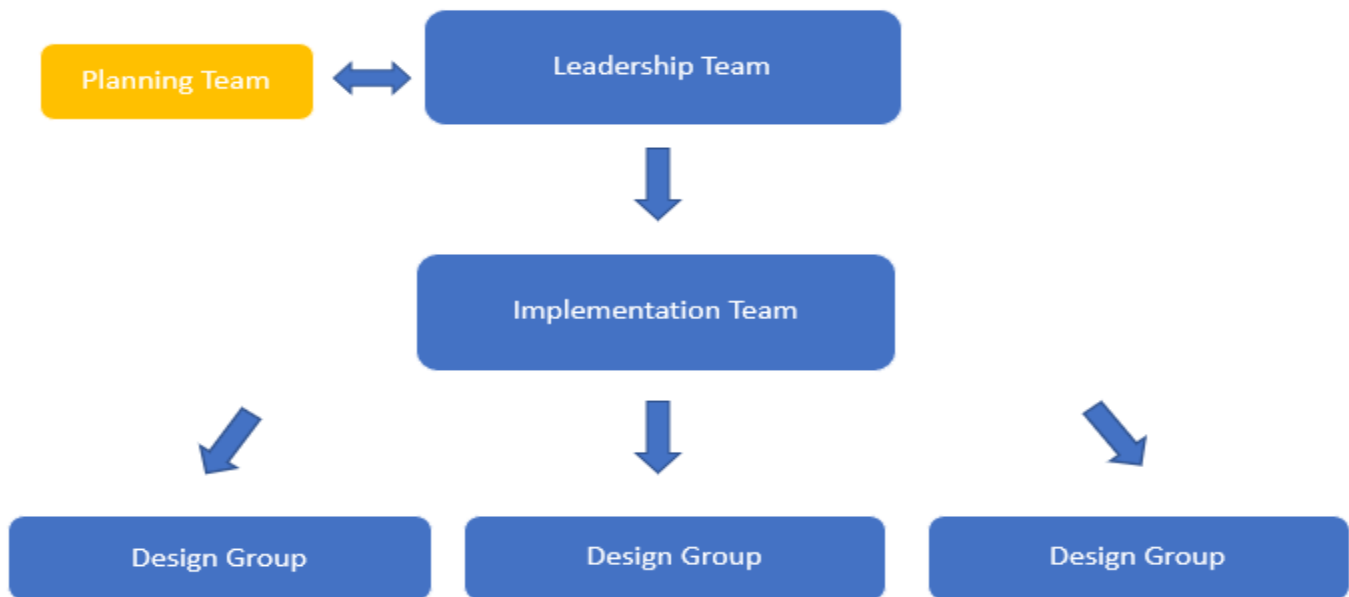 Planning Team
Leadership Team
Implementation Team
Design Group
Design Group
Design Group